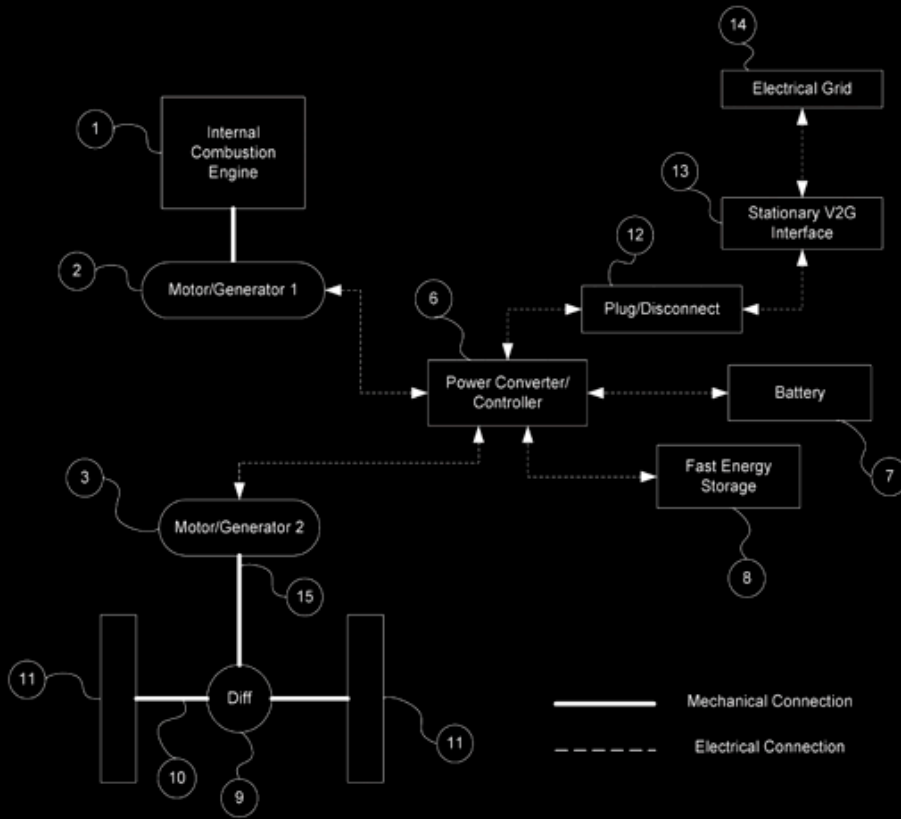 14
Electrical Grid
1
Internal
Combustion
Engine
13
Stationary V2G
Interface
12
2
Motor/Generator 1
6
Plug/Disconnect
Power Converter/
Controller
Battery
3
Fast Energy
Storage
7
Motor/Generator 2
8
15
11
Diff
Mechanical Connection
11
Electrical Connection
10
9